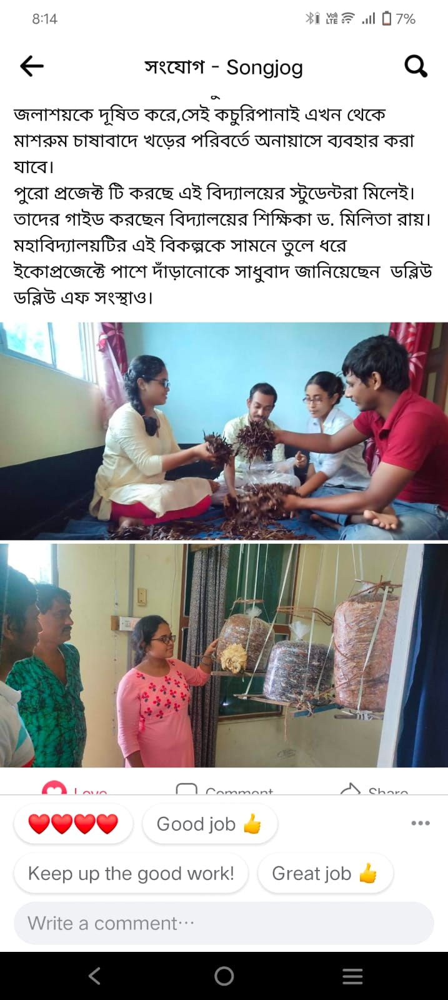 8:14
Vo) LTE
7%
সংযোগ - Songjog
জলাশয়কে দূষিত করে,সেই কচুরিপানাই এখন থেকে
মাশরুম চাষাবাদে খড়ের পরিবর্তে অনায়াসে ব্যবহার করা
যাবে।
পুরো প্রজেক্ট টি করছে এই বিদ্যালয়ের স্টুডেন্টরা মিলেই।
তাদের গাইড করছেন বিদ্যালয়ের শিক্ষিকা ড. মিলিতা রায়।
মহাবিদ্যালয়টির এই বিকল্পকে সামনে তুলে ধরে
ইকোপ্রজেক্টে পাশে দাঁড়ানোকে সাধুবাদ জানিয়েছেন ডব্লিউ
ডব্লিউ এফ সংস্থাও।
Love Comment Share
❤️❤️❤️❤️ Good job 👍
Keep up the good work! Great job 👍
Write a comment...